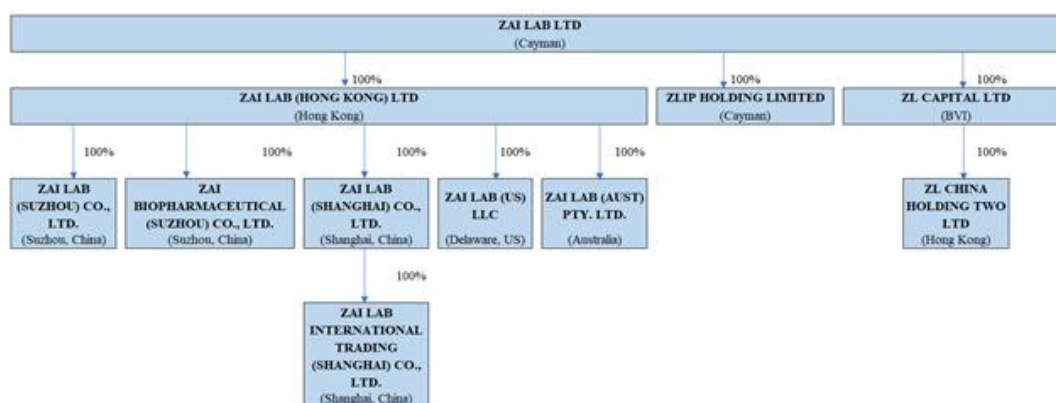 ZAI LAB LTD
(Cayman)
100%
100%
100%
ZAI LAB (HONG KONG) LTD
(Hong Kong)
ZLIP HOLDING LIMITED
(Cayman)
ZL CAPITAL LTD
(BVI)
100%
100%
100%
100%
100%
100%
ZAI LAB
(SUZHOU) CO.,
LTD.
(Suzhou, China)
ZAI
BIOPHARMACEUTICAL
(SUZHOU) CO., LTD.
(Suzhou, China)
ZAI LAB
(SHANGHAI) CO.,
LTD.
(Shanghai, China)
ZAI LAB (US)
LLC
(Delaware, US)
ZAI LAB (AUST)
PTY. LTD.
(Australia)
ZL CHINA
HOLDING TWO
LTD
(Hong Kong)
100%
ZAI LAB
INTERNATIONAL
TRADING
(SHANGHAI) CO.,
LTD.
(Shanghai, China)